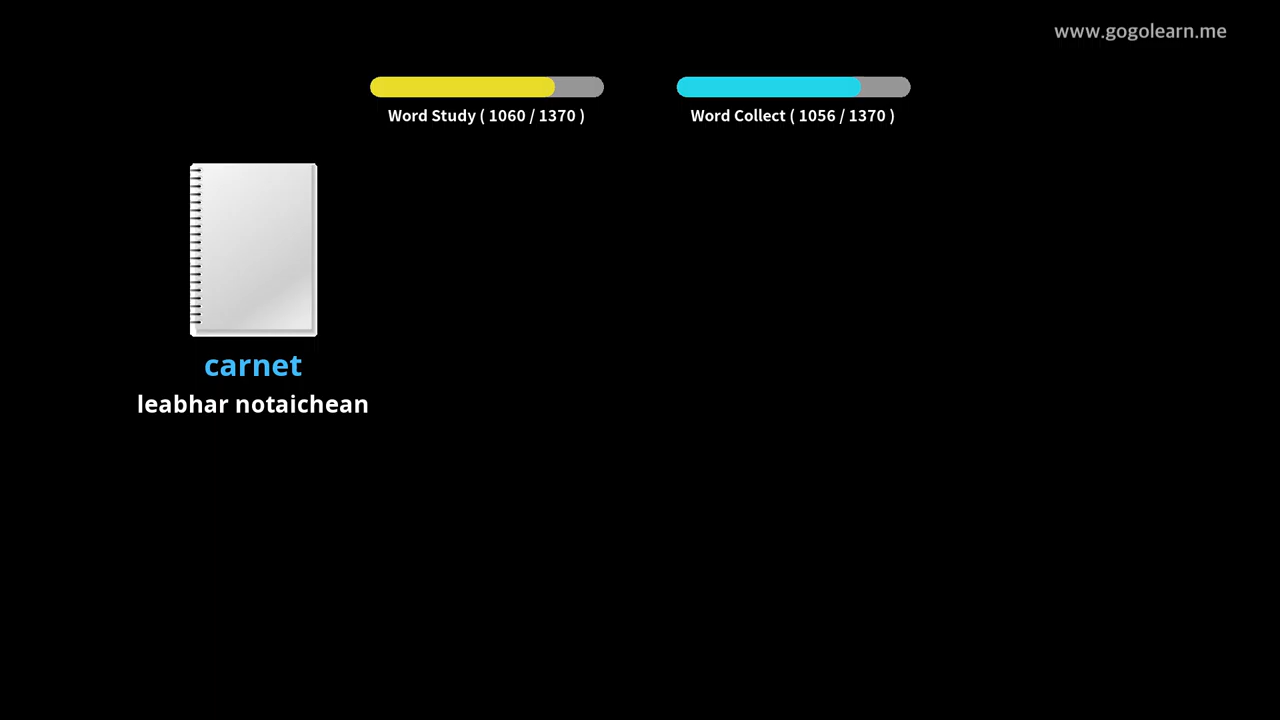 www.gogolearn.me
Word Study ( 1060 / 1370 )
Word Collect ( 1056 / 1370 )
carnet
leabhar notaichean